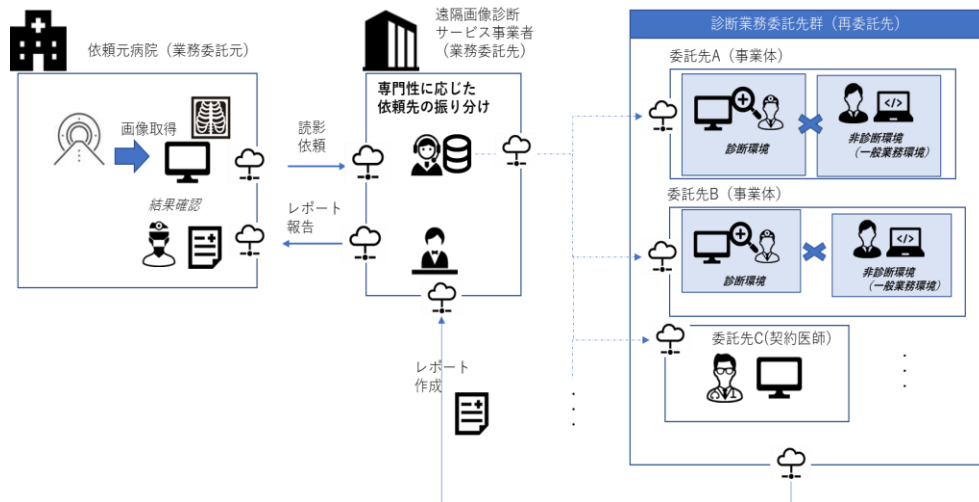 依頼元病院（業務委託元）
画像取得
結果確認
読影
依頼
レポート
報告
遠隔画像診断
サービス事業者
（業務委託先）
専門性に応じた
依頼先の振り分け
レポート
作成
診断業務委託先群（再委託先）
委託先A（事業体）
診断環境
非診断環境
（一般業務環境）
委託先B（事業体）
診断環境
非診断環境
（一般業務環境）
委託先C(契約医師)